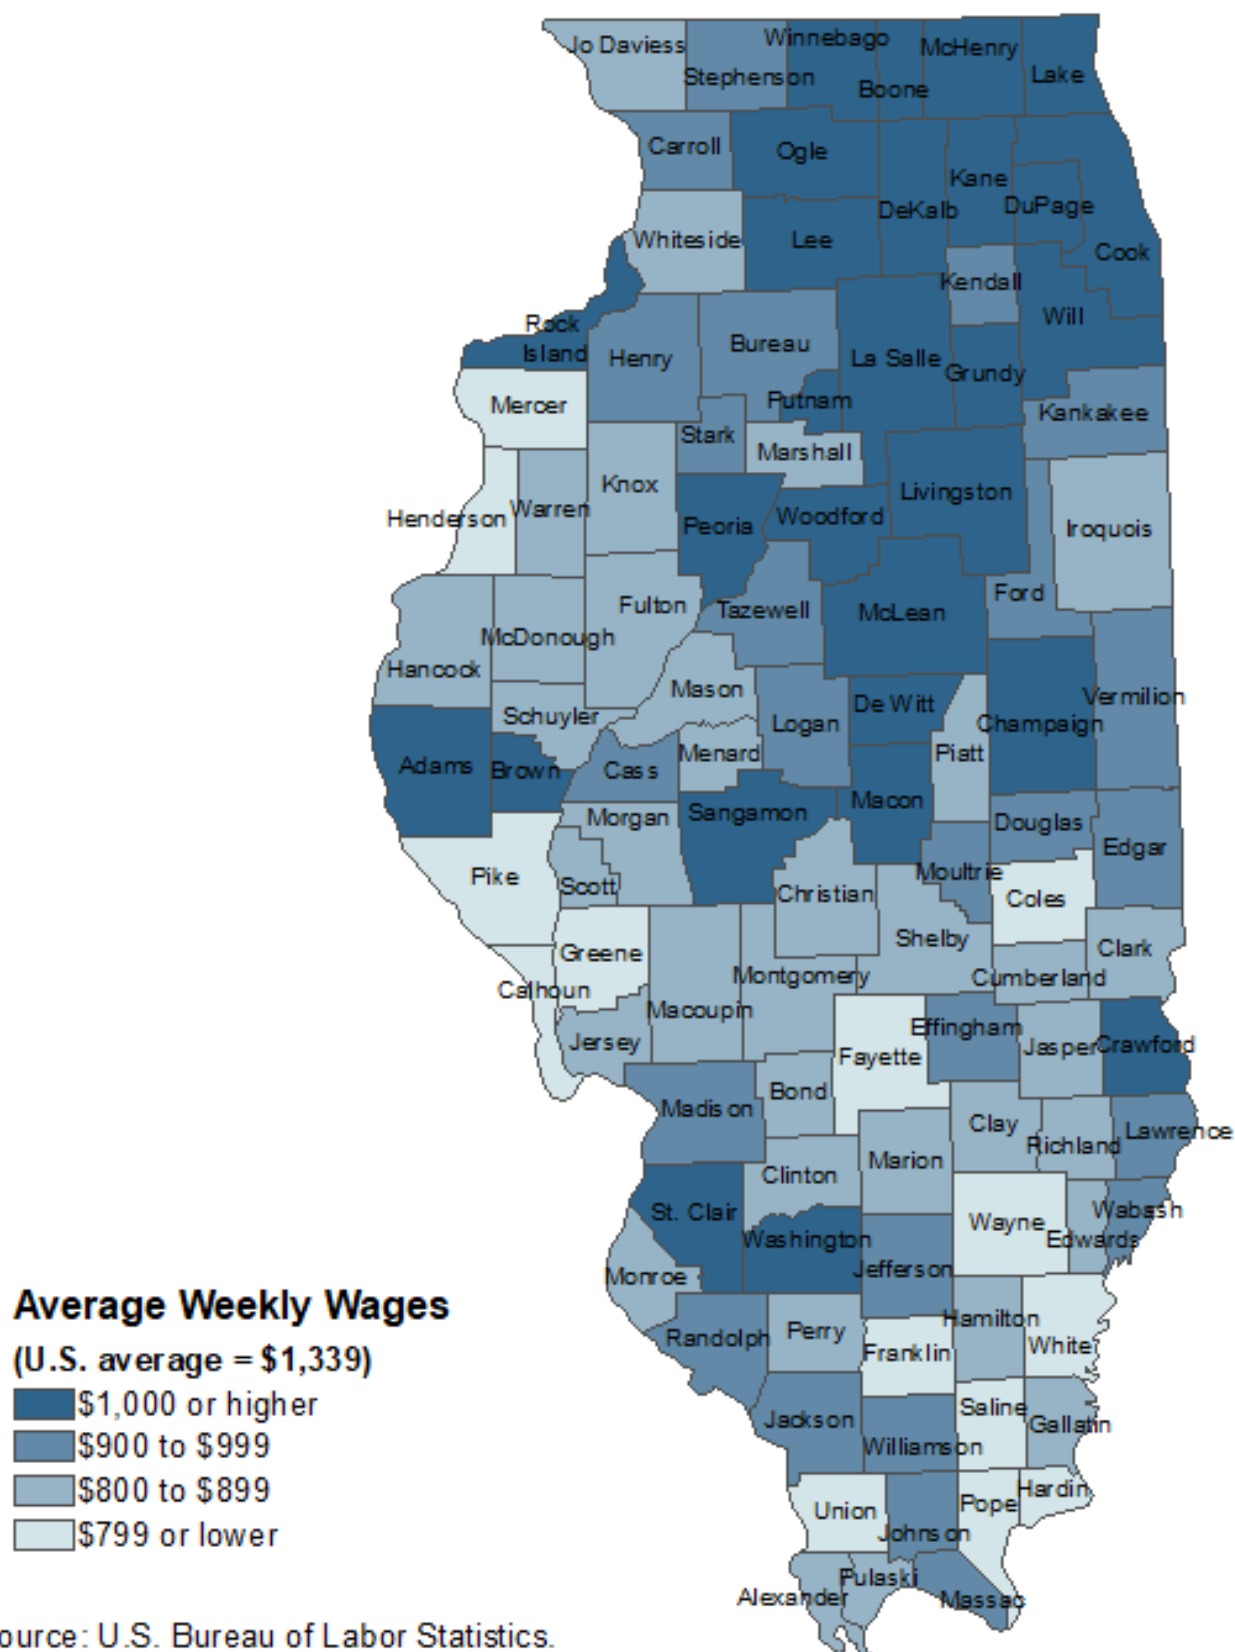 Jo Daviess
Stephenson
Winnebago
Boone
McHenry
Lake
Carroll
Ogle
DeKalb
Kane
DuPage
Cook
Whiteside
Lee
Kendall
Will
Rock
Island
Henry
Bureau
La Salle
Grundy
Putnam
Kankakee
Mercer
Stark
Marshall
Knox
Livingston
Henderson
Warren
Peoria
Woodford
Iroquois
Fulton
Tazewell
McLean
Ford
McDonough
Hancock
Mason
Schuyler
Logan
De Witt
Champaign
Vermilion
Adams
Brown
Cass
Menard
Piatt
Morgan
Sangamon
Macon
Douglas
Edgar
Pike
Scott
Christian
Moultrie
Coles
Greene
Shelby
Clark
Calhoun
Macoupin
Montgomery
Cumberland
Jersey
Fayette
Effingham
Jasper
Crawford
Madison
Bond
Clay
Richland
Lawrence
Clinton
Marion
St. Clair
Washington
Wayne
Edwards
Wabash
Monroe
Jefferson
Randolph
Perry
Franklin
Hamilton
White
Jackson
Williamson
Saline
Gallatin
Union
Johnson
Pope
Hardin
Alexander
Pulaski
Massac
Average Weekly Wages
(U.S. average = $1,339)
$1,000 or higher
$900 to $999
$800 to $899
$799 or lower
ource: U.S. Bureau of Labor Statistics.